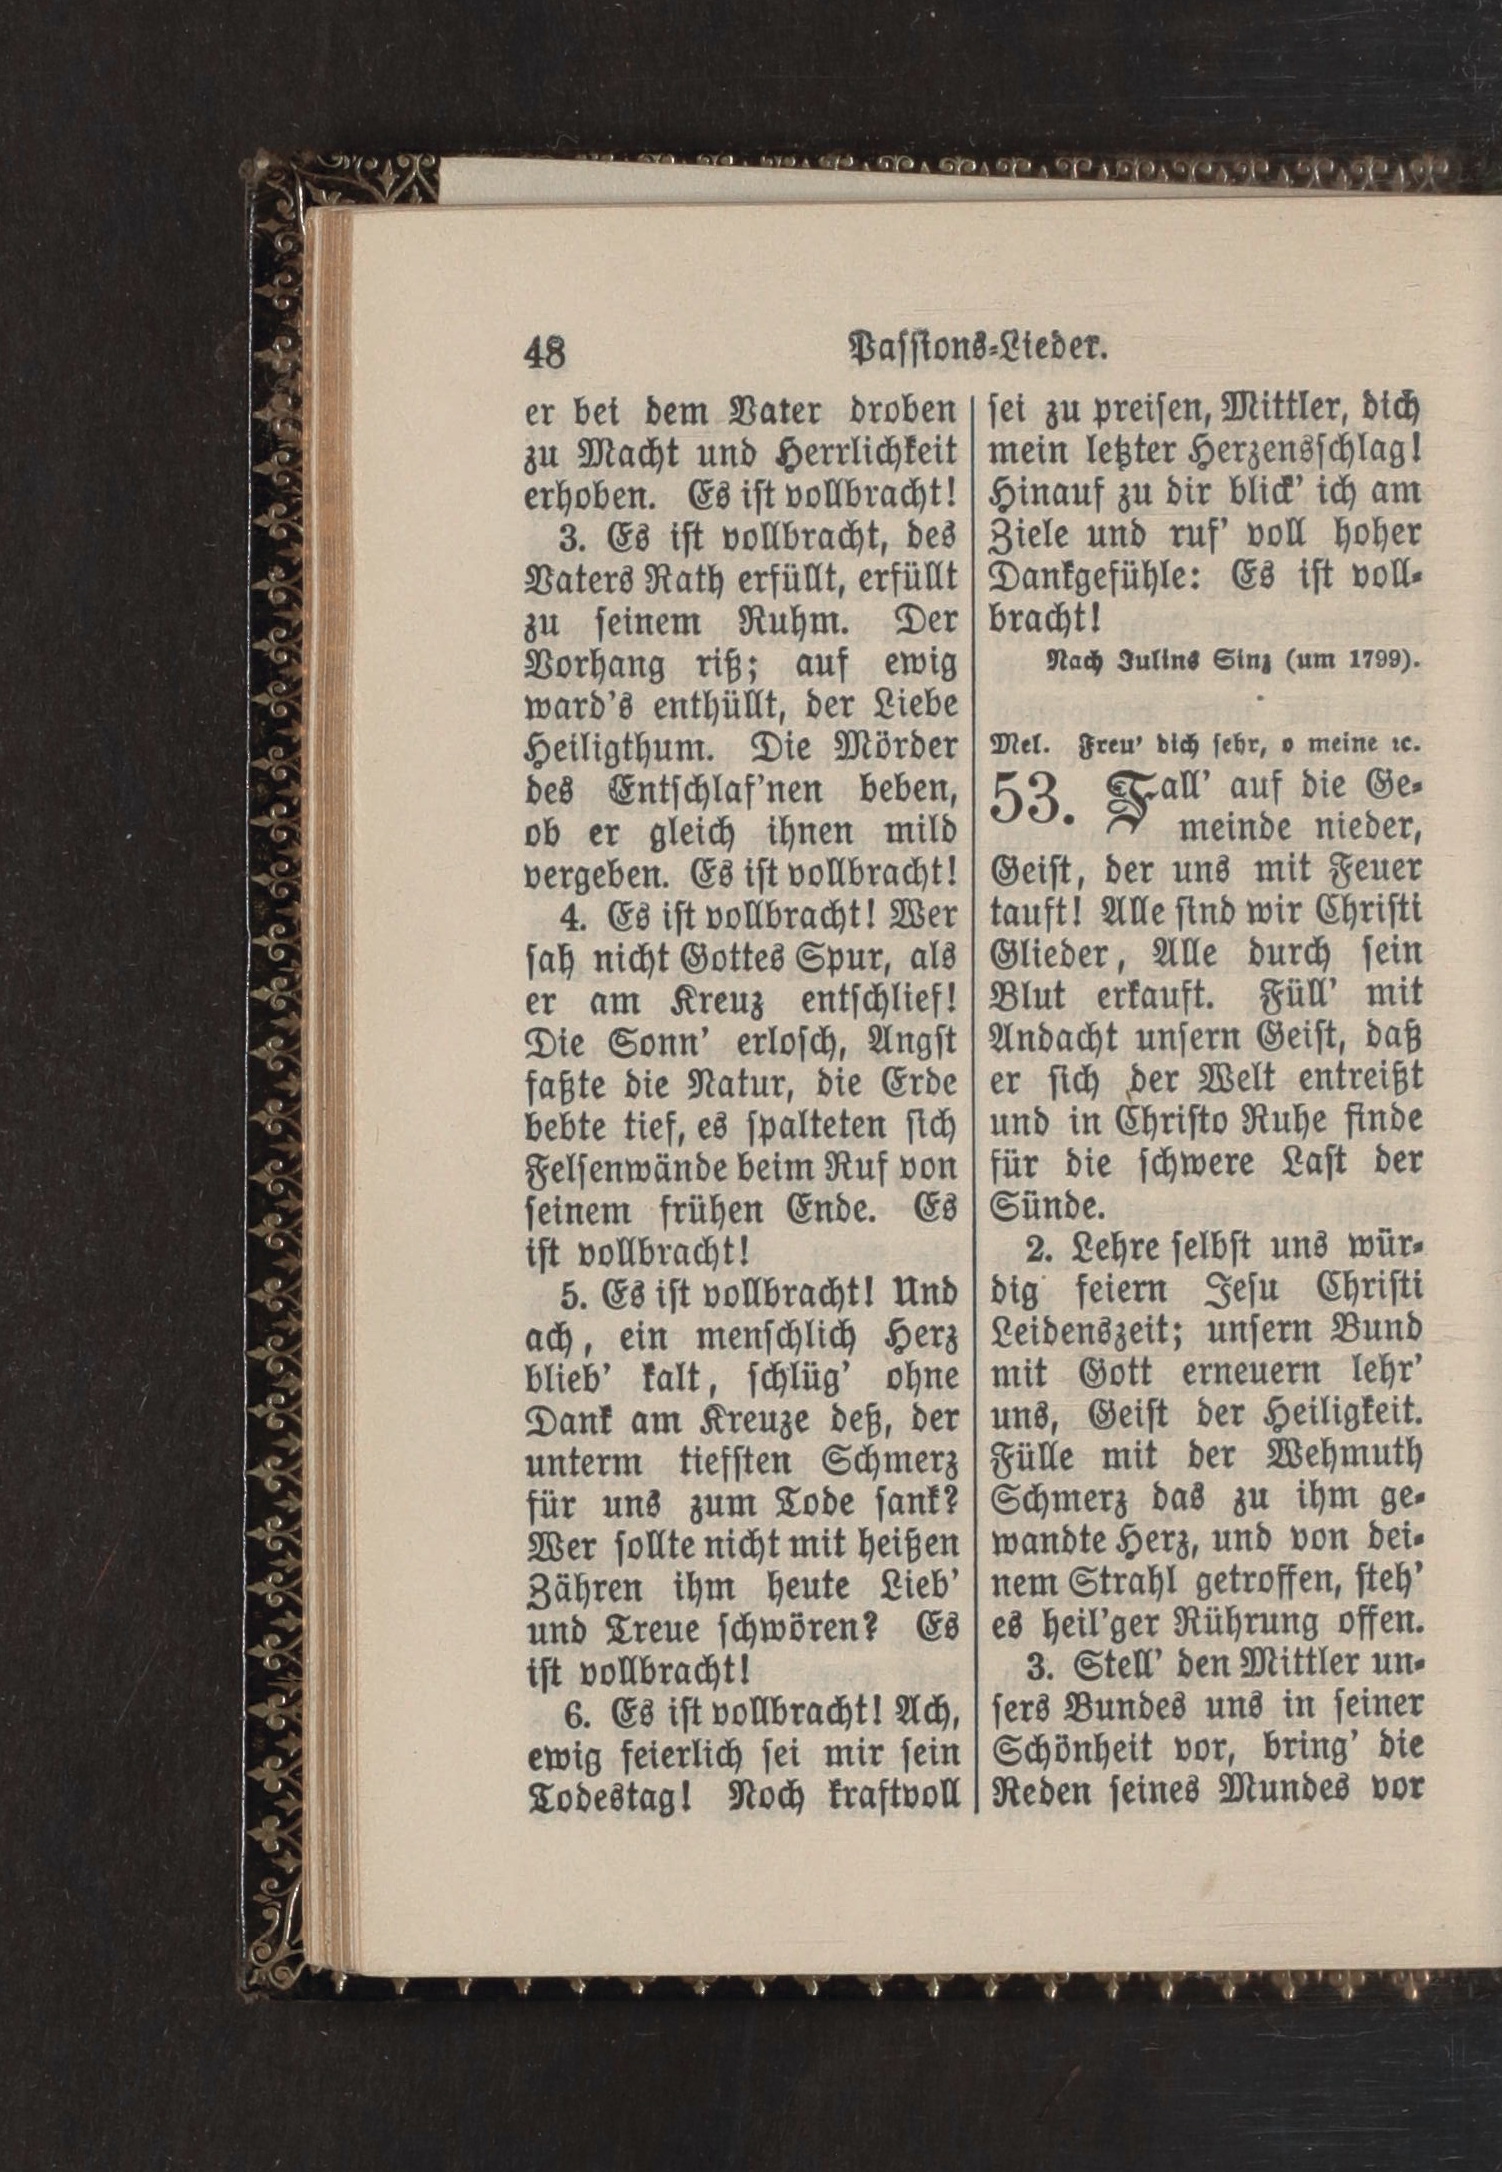 48
Passions-Lieder.
er bei dem Vater droben
zu Macht und Herrlichkeit
erhoben. Es ist vollbracht!
3. Es ist vollbracht, des
Vaters Rath erfüllt, erfüllt
zu seinem Ruhm. Der
Vorhang riß; auf ewig
ward's enthüllt, der Liebe
Heiligthum. Die Mörder
des Entschlaf'nen beben,
ob er gleich ihnen mild
vergeben. Es ist vollbracht!
4. Es ist vollbracht! Wer
sah nicht Gottes Spur, als
er am Kreuz entschlief!
Die Sonn' erlosch, Angst
faßte die Natur, die Erde
bebte tief, es spalteten sich
Felsenwände beim Ruf von
seinem frühen Ende. Es
ist vollbracht!
5. Es ist vollbracht! Und
ach, ein menschlich Herz
blieb' kalt, schlüg' ohne
Dank am Kreuze deß, der
unterm tiefsten Schmerz
für uns zum Tode sank?
Wer sollte nicht mit heißen
Zähren ihm heute Lieb'
und Treue schwören? Es
ist vollbracht!
6. Es ist vollbracht! Ach,
ewig feierlich sei mir sein
Todestag! Noch kraftvoll
sei zu preisen, Mittler, dich
mein letzter Herzensschlag!
Hinauf zu dir blick' ich am
Ziele und ruf' voll hoher
Dankgefühle: Es ist voll-
bracht!
Nach Julius Sinz (um 1799).
Mel. Freu' dich sehr, o meine ꝛc.
53. Fall' auf die Ge-
meinde nieder,
Geist, der uns mit Feuer
tauft! Alle sind wir Christi
Glieder, Alle durch sein
Blut erkauft. Füll' mit
Andacht unsern Geist, daß
er sich der Welt entreißt
und in Christo Ruhe finde
für die schwere Last der
Sünde.
2. Lehre selbst uns wür-
dig feiern Jesu Christi
Leidenszeit; unsern Bund
mit Gott erneuern lehr'
uns, Geist der Heiligkeit.
Fülle mit der Wehmuth
Schmerz das zu ihm ge-
wandte Herz, und von dei-
nem Strahl getroffen, steh'
es heil'ger Rührung offen.
3. Stell' den Mittler un-
sers Bundes uns in seiner
Schönheit vor, bring' die
Reden seines Mundes vor